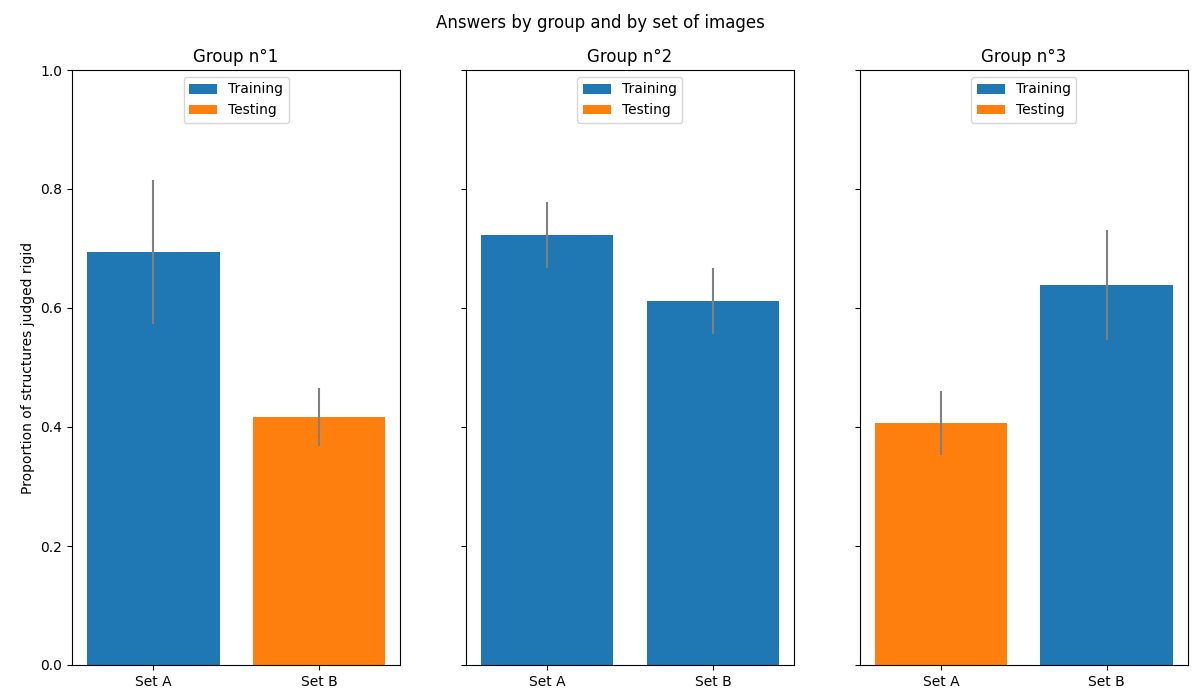 Answers by group and by set of images
Group n°1
Group n°2
Group n°3
Training
Testing
Training
Testing
Training
Testing
Proportion of structures judged rigid
1.0
0.8
0.6
0.4
0.2
0.0
Set A
Set B
Set A
Set B
Set A
Set B